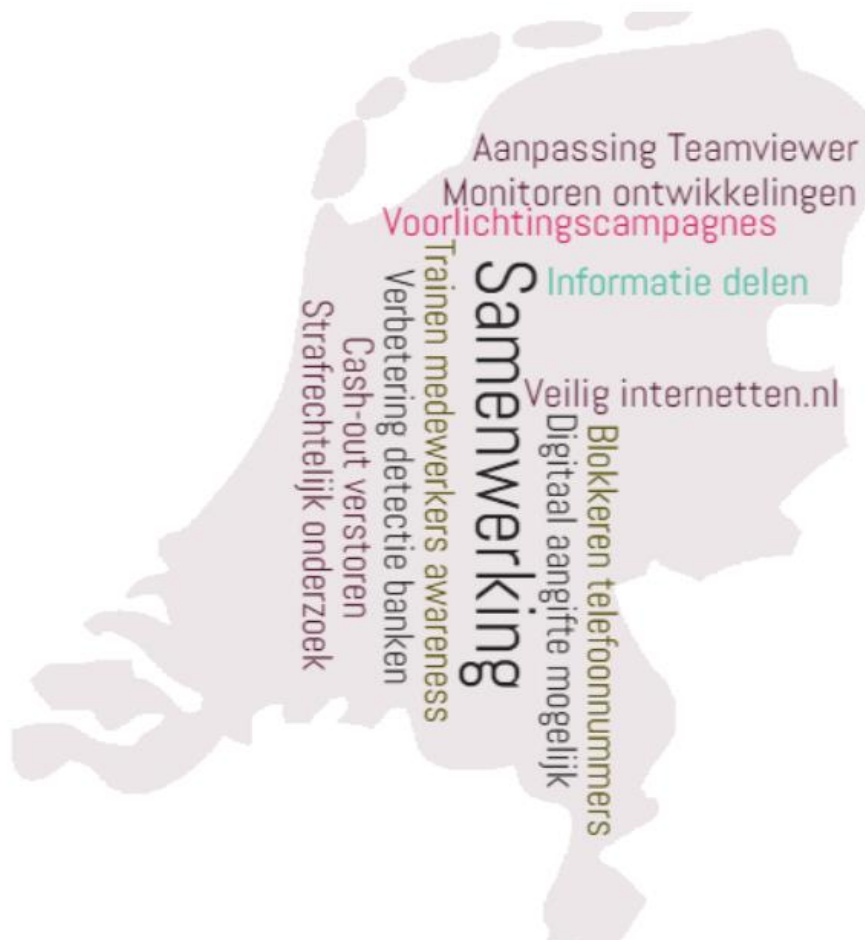 Aanpassing Teamviewer
Monitoren ontwikkelingen
Voorlichtingscampagnes
Informatie delen
Veilig internetten.nl
Strafrechtelijk onderzoek
Cash-out verstoren
Verbetering detectie banken
Trainen medewerkers awareness
Samenwerking
Digitaal aangifte mogelijk
Blokkeren telefoonnummers